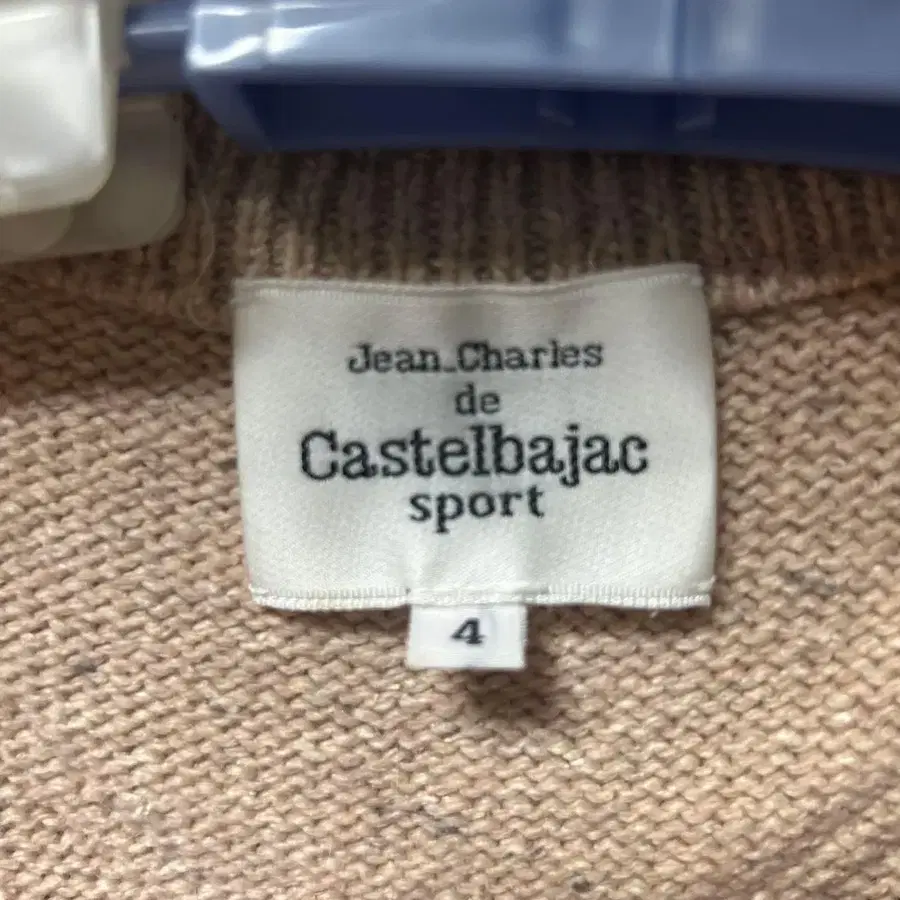 Jean_Charles
de
Castelbajac
sport
4